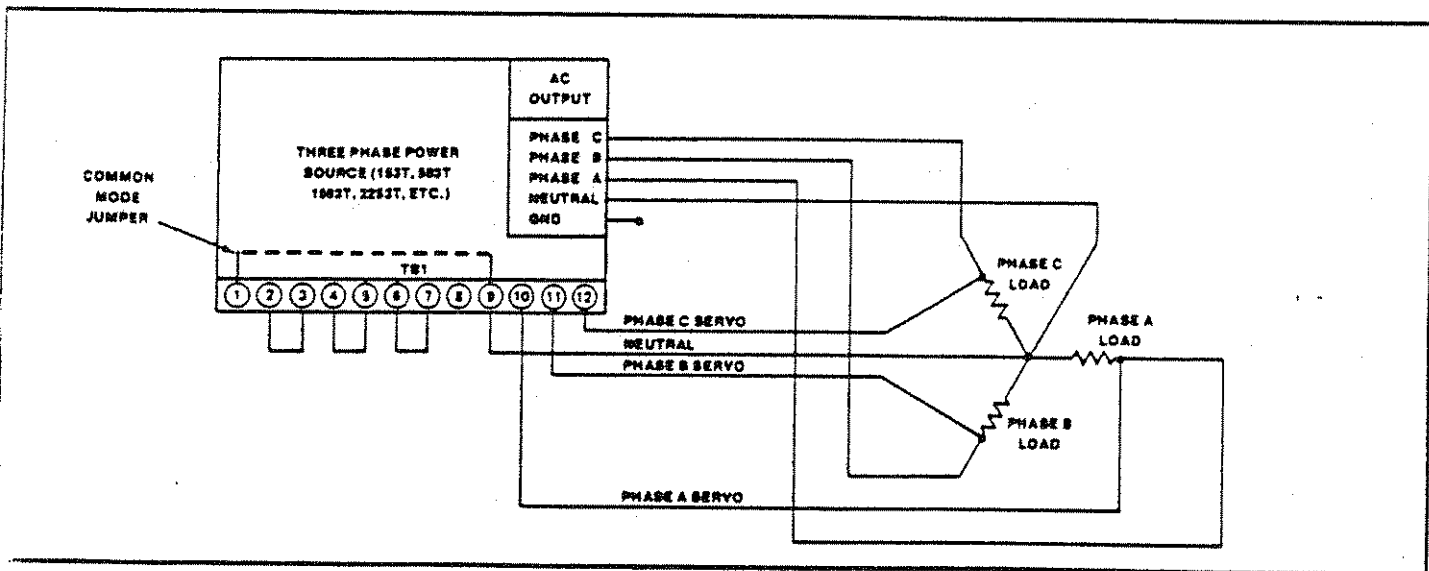 AC
OUTPUT
PHASE C
PHASE B
PHASE A
NEUTRAL
GND
THREE PHASE POWER
SOURCE (153T, 583T
1563T, 2253T, ETC.)
COMMON
MODE
JUMPER
TB1
1 2 3 4 5 6 7 8 9 10 11 12
PHASE C SERVO
NEUTRAL
PHASE B SERVO
PHASE A SERVO
PHASE C
LOAD
PHASE A
LOAD
PHASE B
LOAD